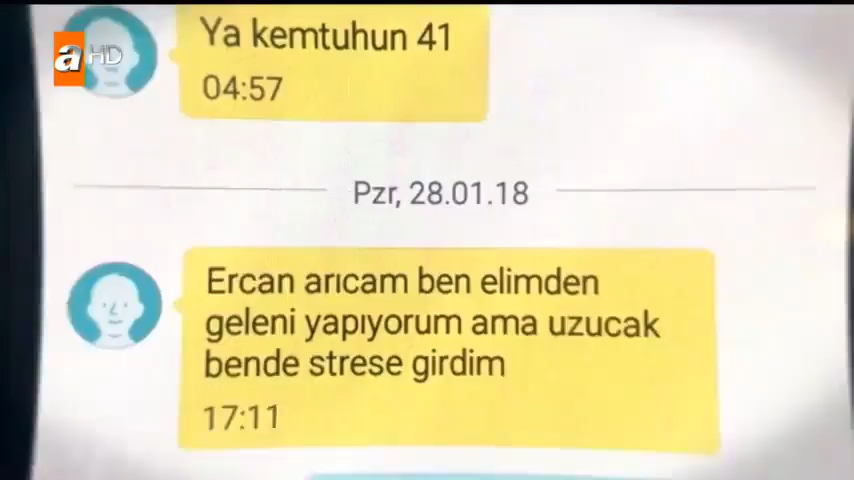 a HD
Ya kemtuhun 41
04:57
Pzr, 28.01.18
Ercan arıcam ben elimden
geleni yapıyorum ama uzucak
bende strese girdim
17:11